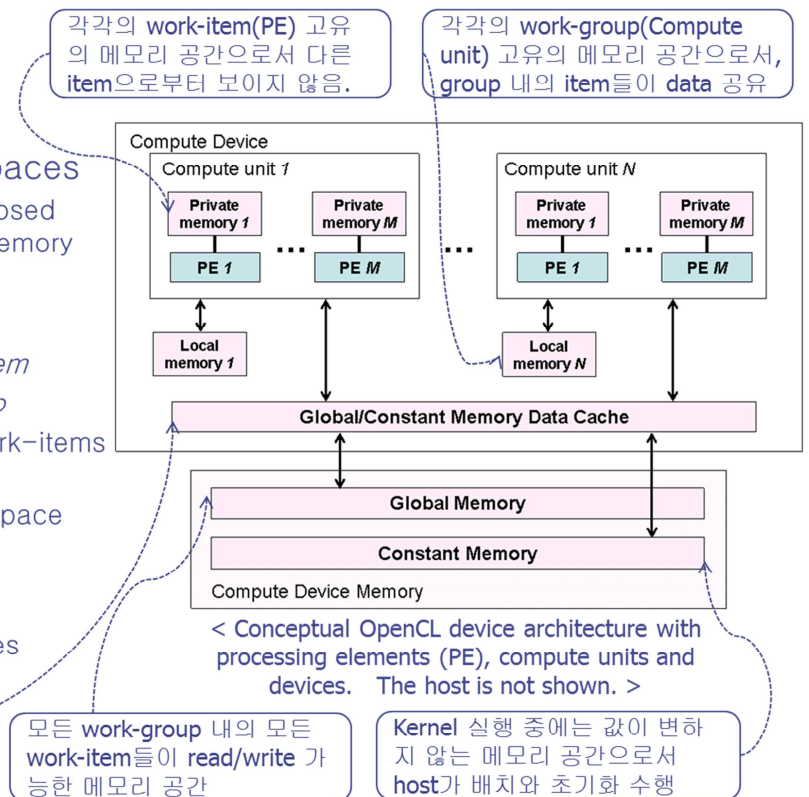 각각의 work-item(PE) 고유
의 메모리 공간으로서 다른
item으로부터 보이지 않음.
각각의 work-group(Compute
unit) 고유의 메모리 공간으로서,
group 내의 item들이 data 공유
Compute Device
Compute unit 1
Private
memory 1
Private
memory M
PE 1
...
PE M
...
Compute unit N
Private
memory 1
Private
memory M
PE 1
...
PE M
Local
memory 1
Local
memory N
Global/Constant Memory Data Cache
Global Memory
Constant Memory
Compute Device Memory
< Conceptual OpenCL device architecture with
processing elements (PE), compute units and
devices. The host is not shown. >
모든 work-group 내의 모든
work-item들이 read/write 가
능한 메모리 공간
Kernel 실행 중에는 값이 변하
지 않는 메모리 공간으로서
host가 배치와 초기화 수행
aces
osed
emory
em
o
rk-items
pace
es